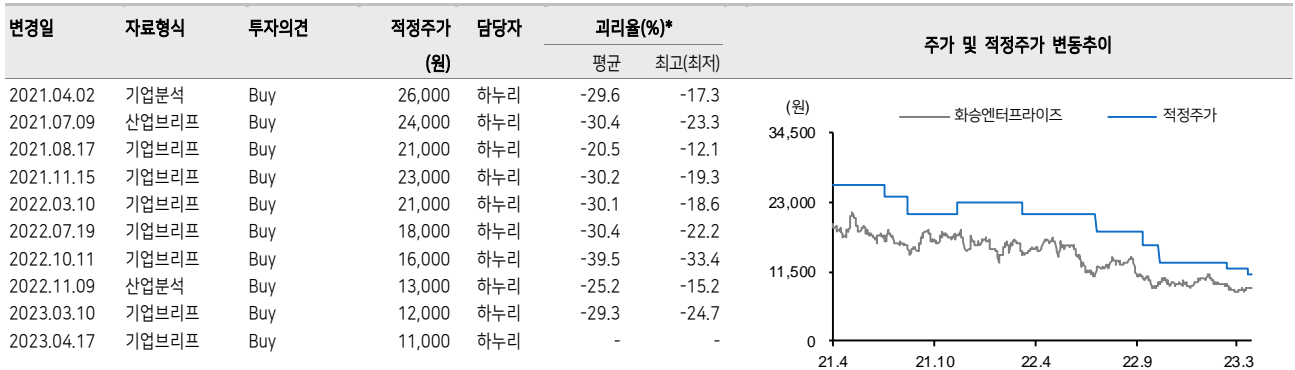 변경일 자료형식 투자의견 적정주가 담당자 괴리율(%)* 주가 및 적정주가 변동추이
(원) 평균 최고(최저)
2021.04.02 기업분석 Buy 26,000 하누리 -29.6 -17.3
2021.07.09 산업브리프 Buy 24,000 하누리 -30.4 -23.3
2021.08.17 기업브리프 Buy 21,000 하누리 -20.5 -12.1
2021.11.15 기업브리프 Buy 23,000 하누리 -30.2 -19.3
2022.03.10 기업브리프 Buy 21,000 하누리 -30.1 -18.6
2022.07.19 기업브리프 Buy 18,000 하누리 -30.4 -22.2
2022.10.11 기업브리프 Buy 16,000 하누리 -39.5 -33.4
2022.11.09 산업분석 Buy 13,000 하누리 -25.2 -15.2
2023.03.10 기업브리프 Buy 12,000 하누리 -29.3 -24.7
2023.04.17 기업브리프 Buy 11,000 하누리 - -
(원)
화승엔터프라이즈 적정주가
34,500
23,000
11,500
0
21.4 21.10 22.4 22.9 23.3